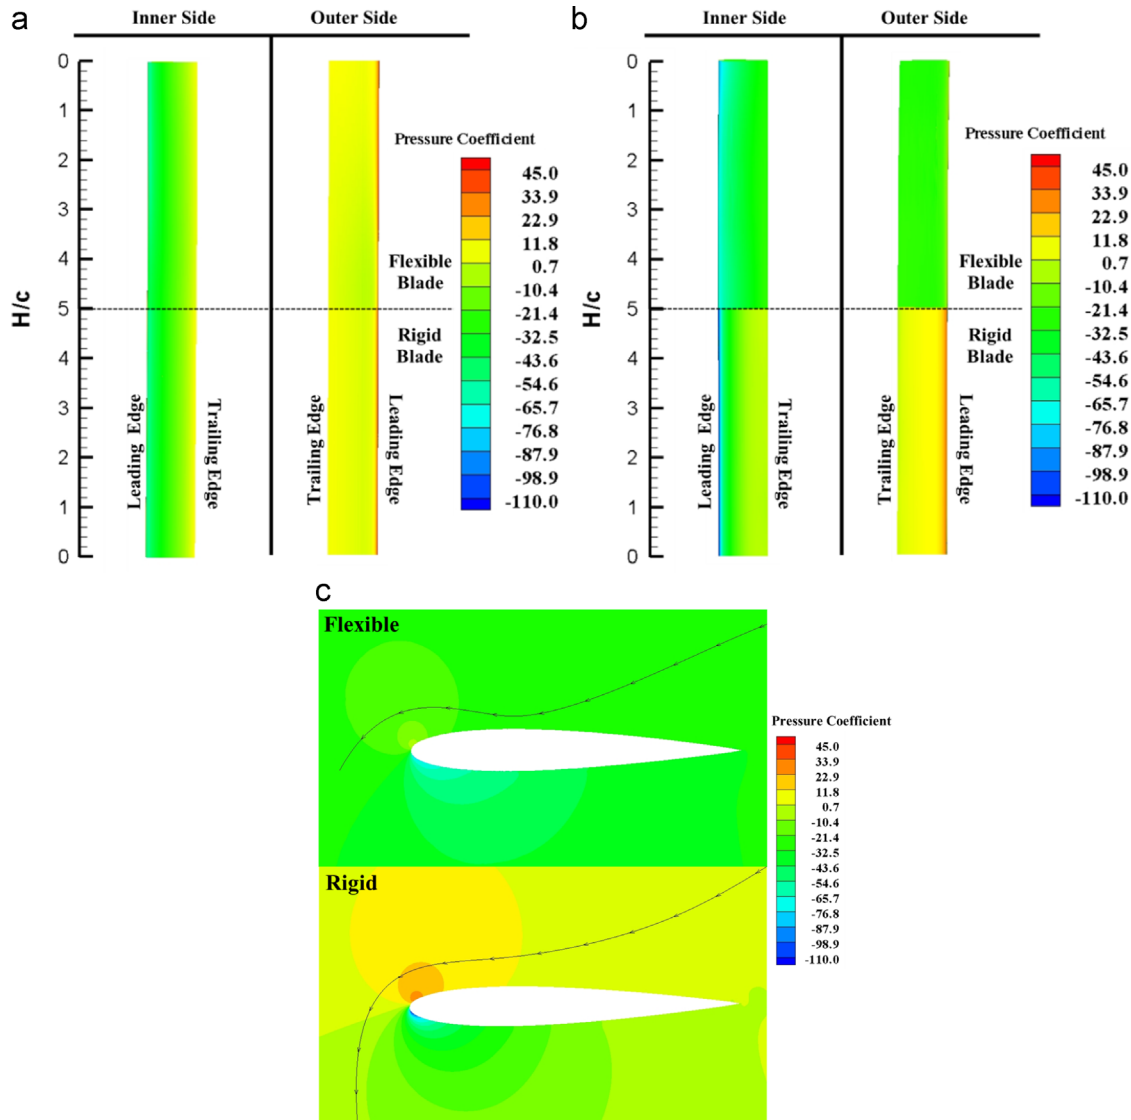 a
Inner Side
Outer Side
0
1
2
3
4
5
4
3
2
1
0
H/c
Leading Edge
Trailing Edge
Trailing Edge
Leading Edge
Flexible
Blade
Rigid
Blade
Pressure Coefficient
45.0
33.9
22.9
11.8
0.7
-10.4
-21.4
-32.5
-43.6
-54.6
-65.7
-76.8
-87.9
-98.9
-110.0
b
Inner Side
Outer Side
0
1
2
3
4
5
4
3
2
1
0
H/c
Leading Edge
Trailing Edge
Trailing Edge
Leading Edge
Flexible
Blade
Rigid
Blade
Pressure Coefficient
45.0
33.9
22.9
11.8
0.7
-10.4
-21.4
-32.5
-43.6
-54.6
-65.7
-76.8
-87.9
-98.9
-110.0
c
Flexible
Rigid
Pressure Coefficient
45.0
33.9
22.9
11.8
0.7
-10.4
-21.4
-32.5
-43.6
-54.6
-65.7
-76.8
-87.9
-98.9
-110.0